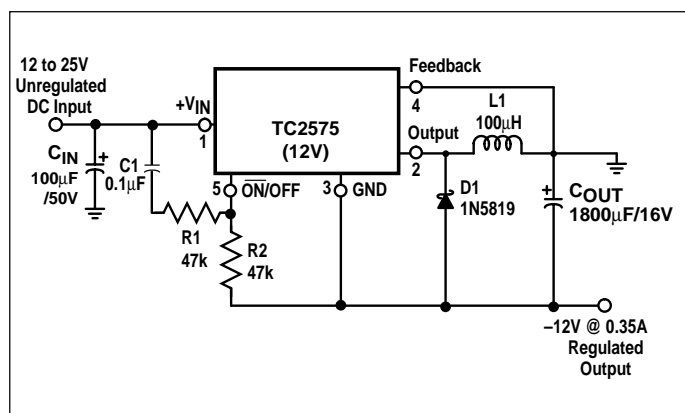 12 to 25V
Unregulated
DC Input
+VIN
1
TC2575
(12V)
Feedback
4
Output
2
L1
100μH
CIN
100μF
/50V
+
C1
0.1μF
5
ON/OFF
3
GND
R1
47k
R2
47k
D1
1N5819
+
COUT
1800μF/16V
–12V @ 0.35A
Regulated
Output